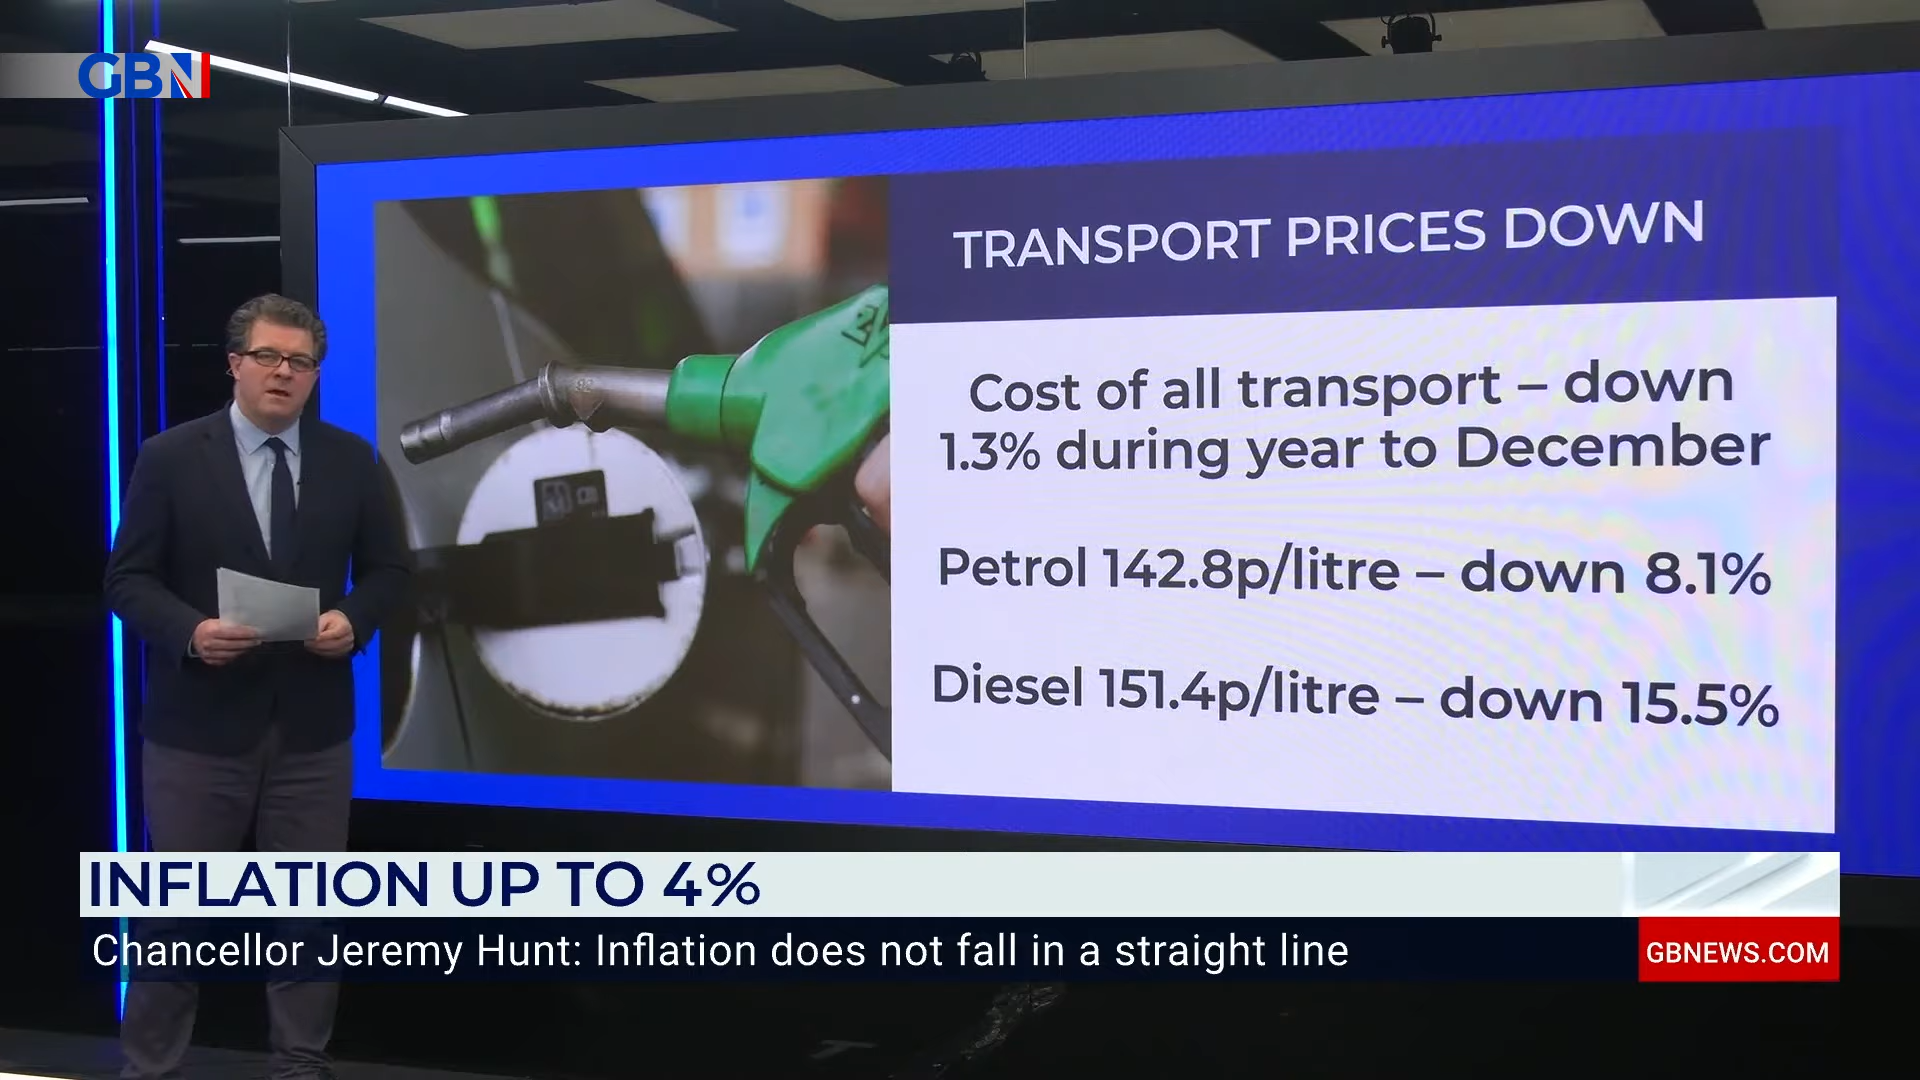 GBN
TRANSPORT PRICES DOWN
Cost of all transport – down
1.3% during year to December
Petrol 142.8p/litre – down 8.1%
Diesel 151.4p/litre – down 15.5%
INFLATION UP TO 4%
Chancellor Jeremy Hunt: Inflation does not fall in a straight line
GBNEWS.COM